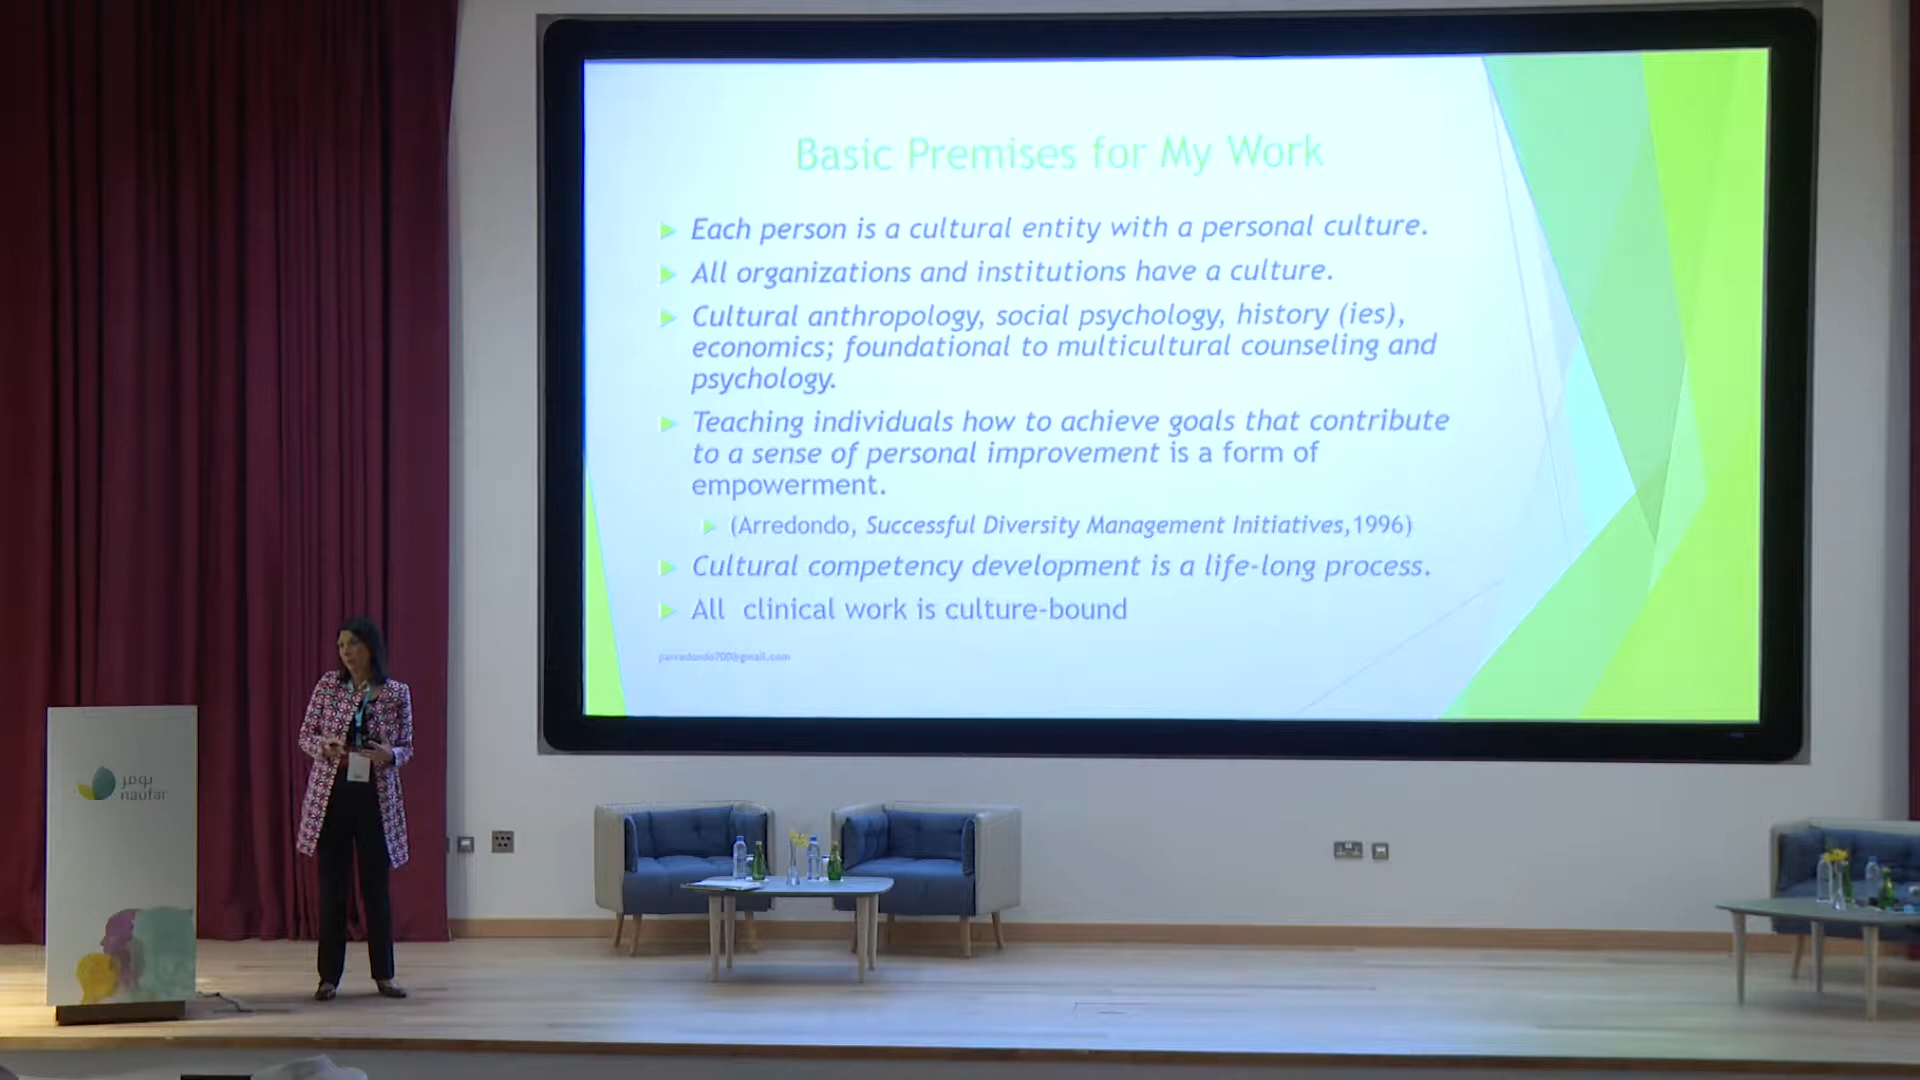 Basic Premises for My Work
Each person is a cultural entity with a personal culture.
All organizations and institutions have a culture.
Cultural anthropology, social psychology, history (ies),
economics; foundational to multicultural counseling and
psychology.
Teaching individuals how to achieve goals that contribute
to a sense of personal improvement is a form of
empowerment.
(Arredondo, Successful Diversity Management Initiatives,1996)
Cultural competency development is a life-long process.
All clinical work is culture-bound
parredondo700@gmail.com
نوفر
naufar